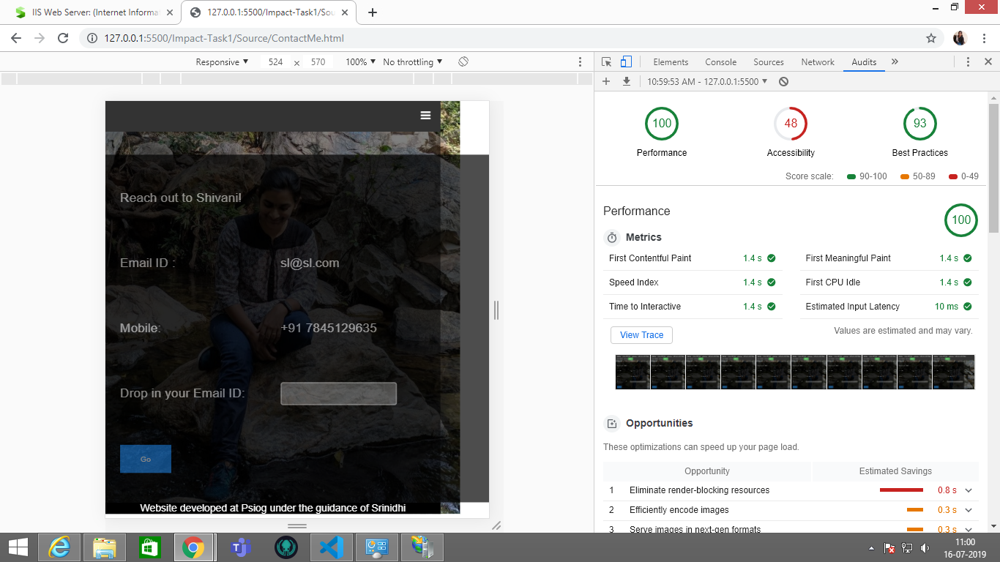 IIS Web Server: (Internet Informat
127.0.0.1:5500/Impact-Task1/Sou
127.0.0.1:5500/Impact-Task1/Source/ContactMe.html
Responsive 524 x 570 100% No throttling
Elements Console Sources Network Audits
10:59:53 AM - 127.0.0.1:5500
Reach out to Shivani!
Email ID : sl@sl.com
Mobile: +91 7845129635
Drop in your Email ID:
Go
Website developed at Psiog under the guidance of Srinidhi
100 48 93
Performance Accessibility Best Practices
Score scale: 90-100 50-89 0-49
Performance 100
Metrics
First Contentful Paint 1.4 s First Meaningful Paint 1.4 s
Speed Index 1.4 s First CPU Idle 1.4 s
Time to Interactive 1.4 s Estimated Input Latency 10 ms
View Trace Values are estimated and may vary.
Opportunities
These optimizations can speed up your page load.
Opportunity Estimated Savings
1 Eliminate render-blocking resources 0.8 s
2 Efficiently encode images 0.3 s
3 Serve images in next-gen formats 0.3 s
11:00
16-07-2019